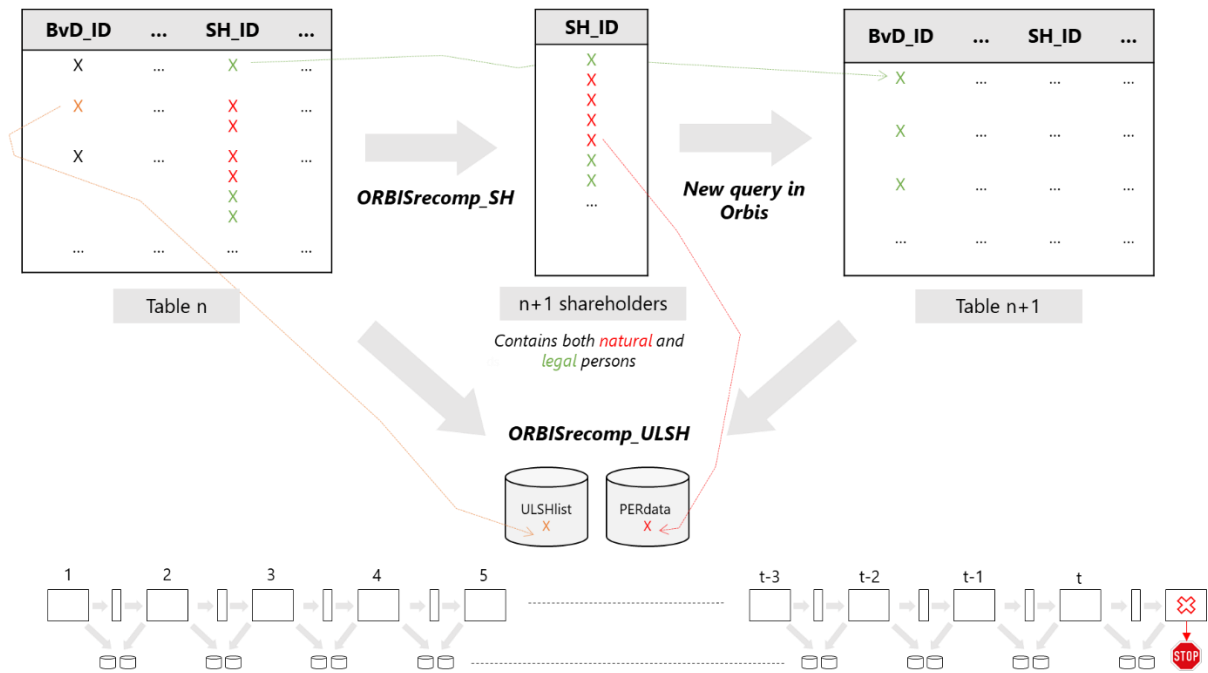 BvD_ID ... SH_ID ...
X ... X ...
X ... X ...
X
X ... X ...
X
X
X
... ... ... ...
Table n
ORBISrecomp_SH
SH_ID
X
X
X
X
X
X
X
...
n+1 shareholders
Contains both natural and
legal persons
New query in
Orbis
BvD_ID ... SH_ID ...
X ... ... ...
X ... ... ...
X ... ... ...
... ... ... ...
Table n+1
ORBISrecomp_ULSH
ULSHlist
X
PERdata
X
1 2 3 4 5 t-3 t-2 t-1 t
STOP